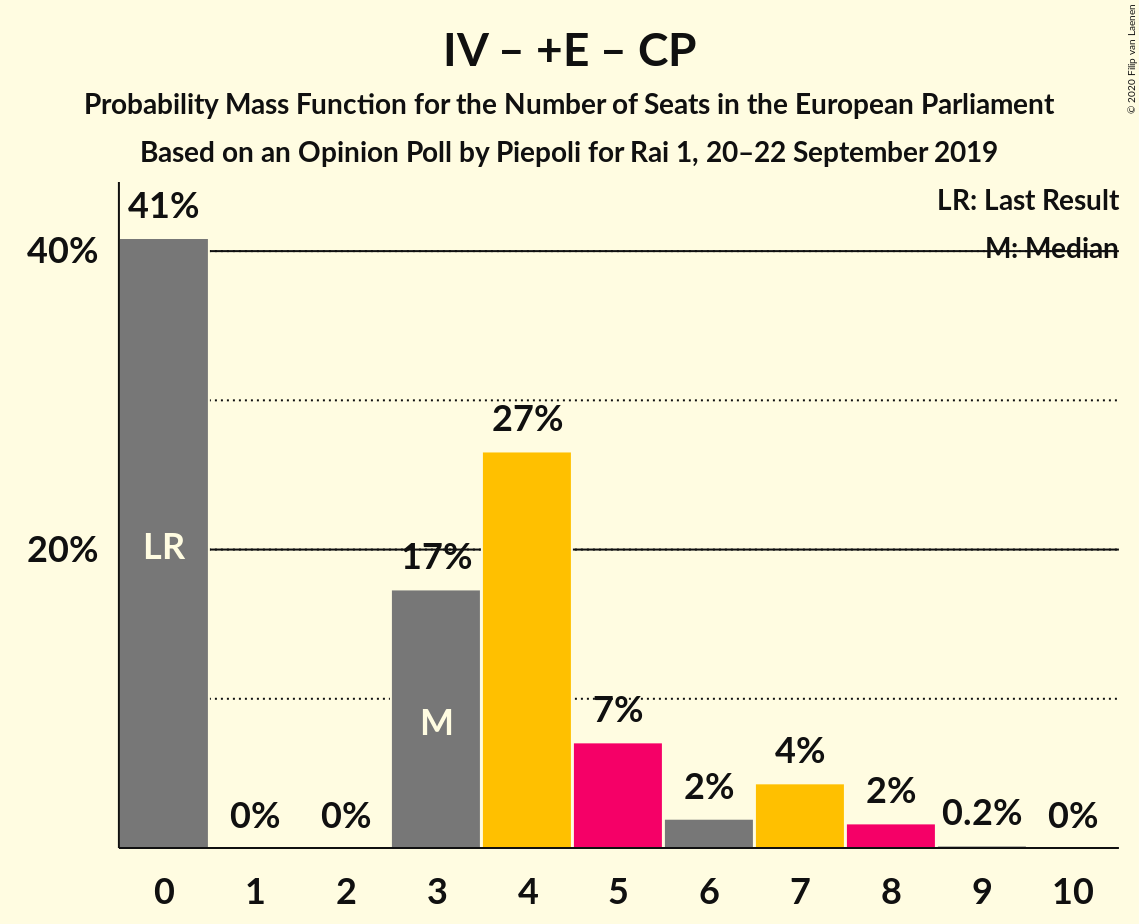 IV – +E – CP
Probability Mass Function for the Number of Seats in the European Parliament
Based on an Opinion Poll by Piepoli for Rai 1, 20–22 September 2019
© 2020 Filip van Laenen
LR: Last Result
M: Median
40%
20%
41%
0%
0%
17%
27%
7%
2%
4%
2%
0.2%
0%
LR
M
0 1 2 3 4 5 6 7 8 9 10